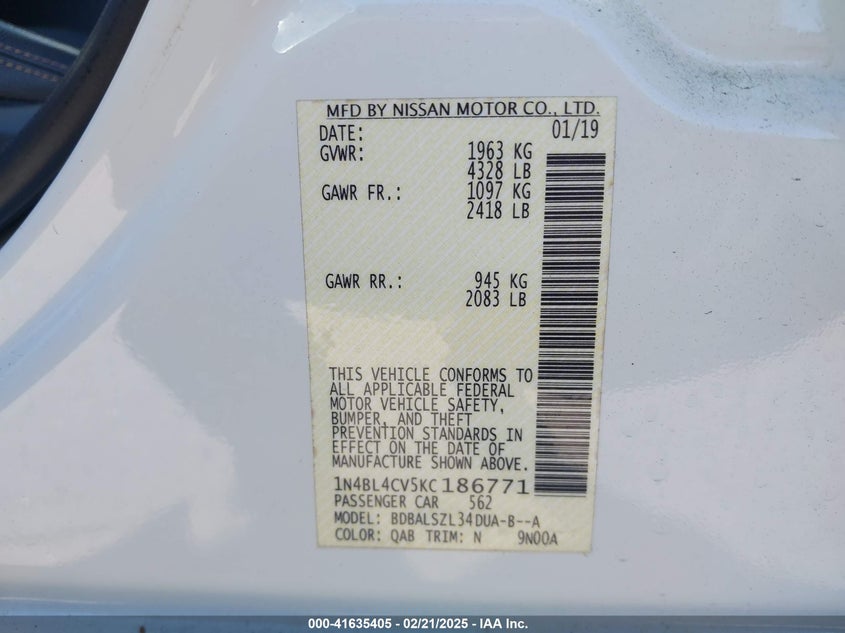 MFD BY NISSAN MOTOR CO., LTD.
DATE: 01/19
GVWR: 1963 KG
4328 LB
GAWR FR.: 1097 KG
2418 LB
GAWR RR.: 945 KG
2083 LB
THIS VEHICLE CONFORMS TO
ALL APPLICABLE FEDERAL
MOTOR VEHICLE SAFETY,
BUMPER, AND THEFT
PREVENTION STANDARDS IN
EFFECT ON THE DATE OF
MANUFACTURE SHOWN ABOVE.
1N4BL4CV5KC186771
PASSENGER CAR 562
MODEL: BDBALSZL34DUA-B--A
COLOR: QAB TRIM: N 9N00A
000-41635405 - 02/21/2025 - IAA Inc.